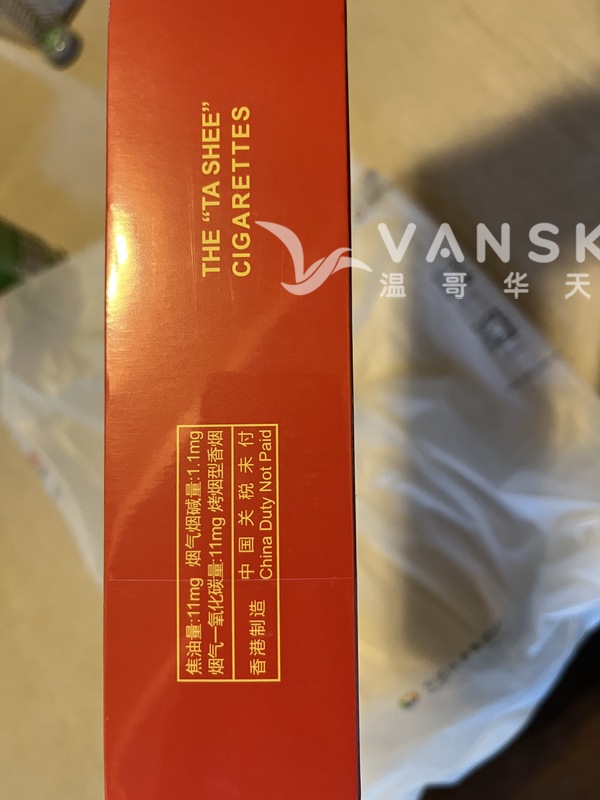 THE “TA SHEE”
CIGARETTES
焦油量:11mg 烟气烟碱量:1.1mg
烟气一氧化碳量:11mg 烤烟型香烟
香港制造
中国关税未付
China Duty Not Paid
VANSK
温哥华天